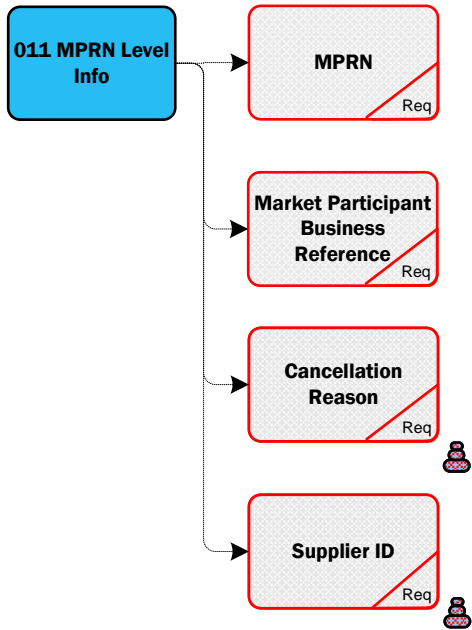 011 MPRN Level
Info
MPRN
Req
Market Participant
Business
Reference
Req
Cancellation
Reason
Req
Supplier ID
Req